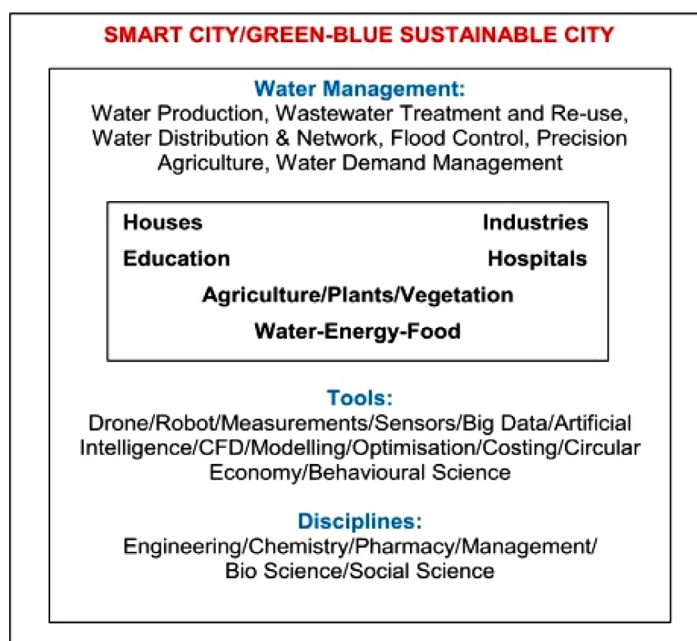 SMART CITY/GREEN-BLUE SUSTAINABLE CITY
Water Management:
Water Production, Wastewater Treatment and Re-use,
Water Distribution & Network, Flood Control, Precision
Agriculture, Water Demand Management
Houses Industries
Education Hospitals
Agriculture/Plants/Vegetation
Water-Energy-Food
Tools:
Drone/Robot/Measurements/Sensors/Big Data/Artificial
Intelligence/CFD/Modelling/Optimisation/Costing/Circular
Economy/Behavioural Science
Disciplines:
Engineering/Chemistry/Pharmacy/Management/
Bio Science/Social Science